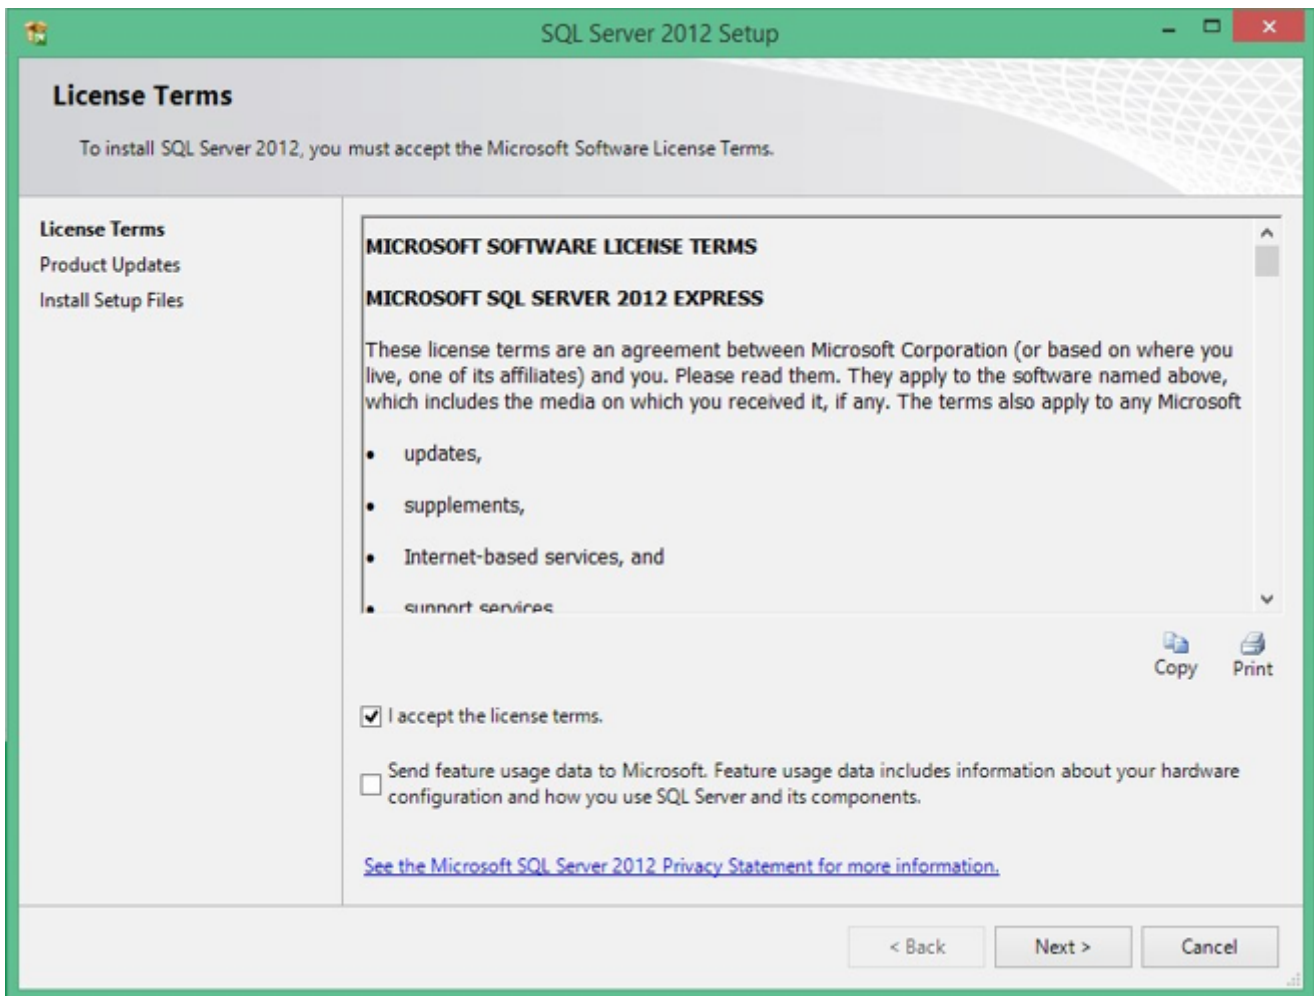 SQL Server 2012 Setup
License Terms
To install SQL Server 2012, you must accept the Microsoft Software License Terms.
License Terms
Product Updates
Install Setup Files
MICROSOFT SOFTWARE LICENSE TERMS
MICROSOFT SQL SERVER 2012 EXPRESS
These license terms are an agreement between Microsoft Corporation (or based on where you
live, one of its affiliates) and you. Please read them. They apply to the software named above,
which includes the media on which you received it, if any. The terms also apply to any Microsoft
• updates,
• supplements,
• Internet-based services, and
• support services
Copy
Print
I accept the license terms.
Send feature usage data to Microsoft. Feature usage data includes information about your hardware
configuration and how you use SQL Server and its components.
See the Microsoft SQL Server 2012 Privacy Statement for more information.
< Back
Next >
Cancel